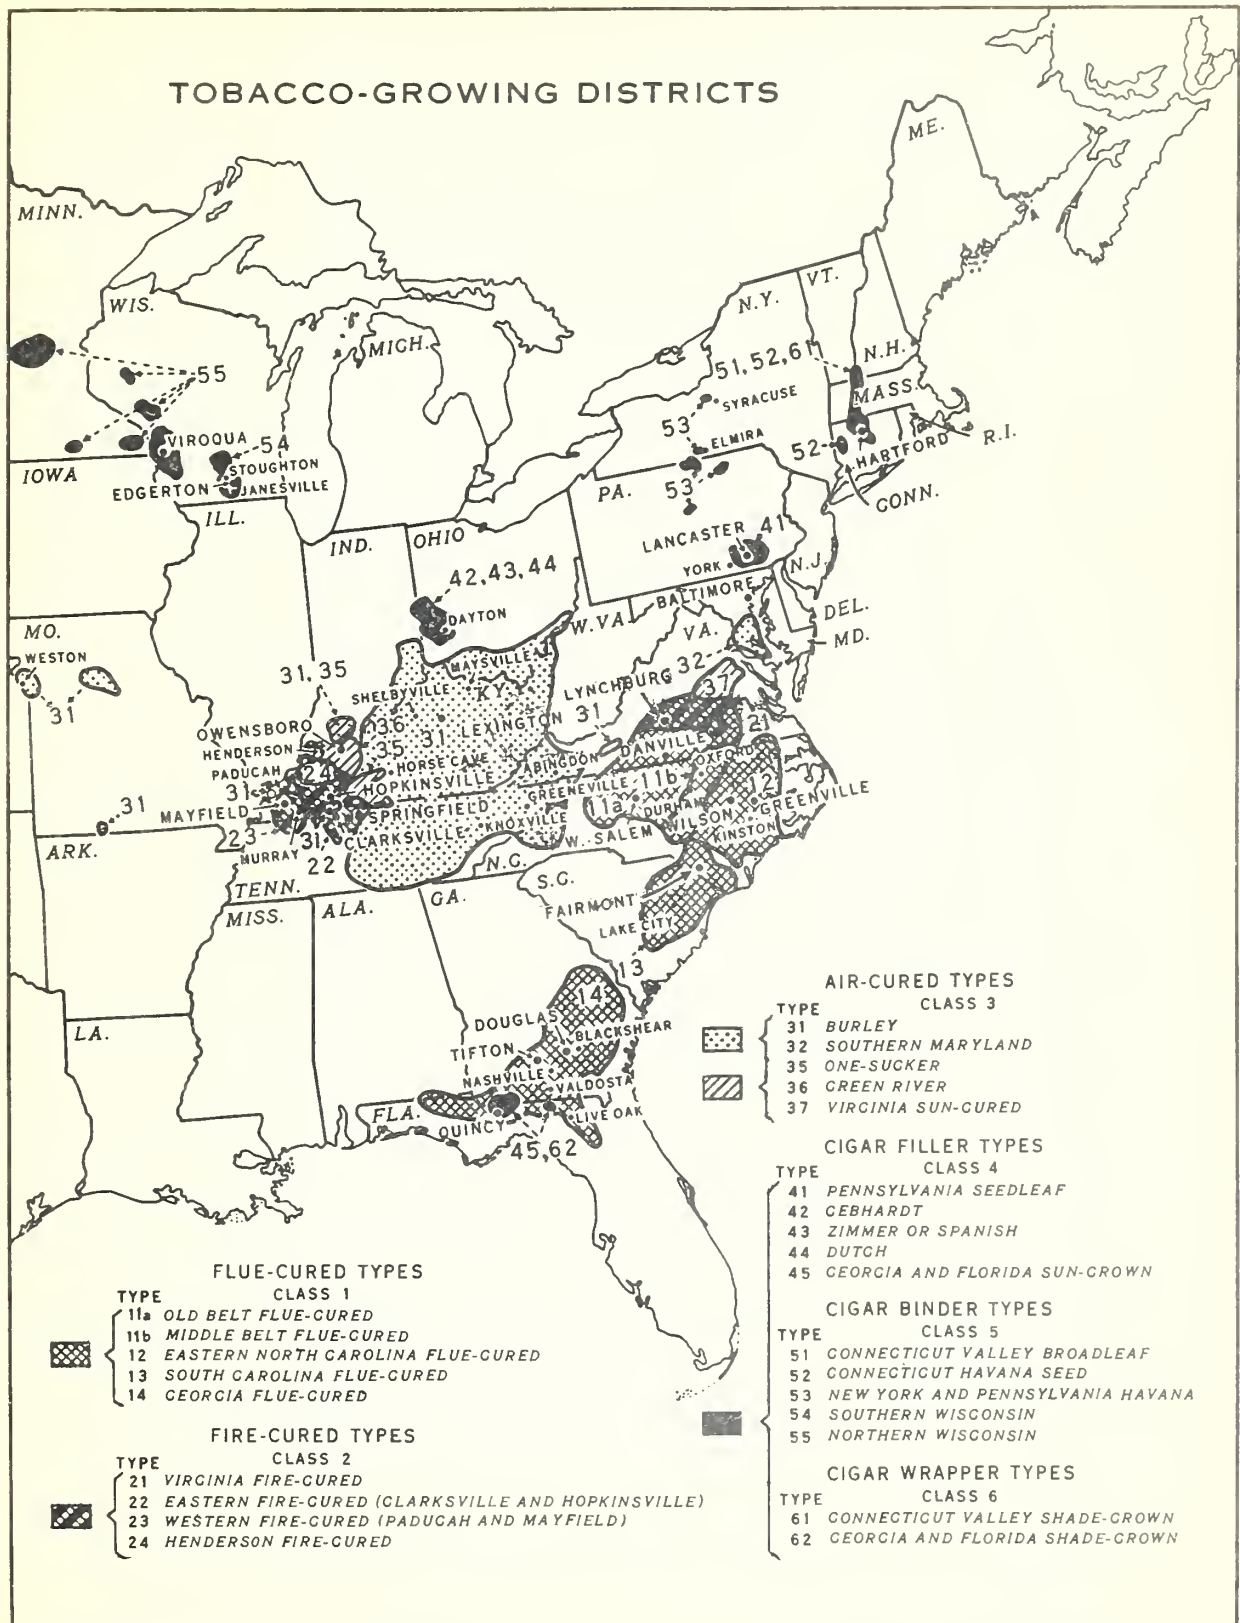 TOBACCO-GROWING DISTRICTS
ME.
MINN.
VT.
N.Y.
WIS.
MICH.
N.H.
51, 52, 61
55
MASS.
SYRACUSE
53
ELMIRA
R.I.
VIROQUA
54
52
HARTFORD
STOUGHTON
IOWA
EDGERTON
JANESVILLE
53
PA.
CONN.
ILL.
LANCASTER
41
IND.
OHIO
YORK
N.J.
42, 43, 44
BALTIMORE
DEL.
DAYTON
W.VA.
VA.
MD.
MO.
WESTON
MAYSVILLE
32
31, 35
LYNCHBURG
37
SHELBYVILLE
KY.
31
31
OWENSBORO
36
31
LEXINGTON
21
HENDERSON
35
HORSE CAVE
DANVILLE
PADUCAH
24
ABINGDON
OXFORD
HOPKINSVILLE
GREENEVILLE
11b
12
31
31
11a
DURHAM
GREENVILLE
MAYFIELD
SPRINGFIELD
WILSON
23
31
CLARKSVILLE
KNOXVILLE
W. SALEM
KINSTON
ARK.
MURRAY
22
N.C.
TENN.
S.C.
MISS.
ALA.
GA.
FAIRMONT
LAKE CITY
13
14
DOUGLAS
BLACKSHEAR
LA.
TIFTON
NASHVILLE
VALDOSTA
FLA.
LIVE OAK
QUINCY
45,62
AIR-CURED TYPES
TYPE CLASS 3
31 BURLEY
32 SOUTHERN MARYLAND
35 ONE-SUCKER
36 GREEN RIVER
37 VIRGINIA SUN-CURED
CIGAR FILLER TYPES
TYPE CLASS 4
41 PENNSYLVANIA SEEDLEAF
42 GEBHARDT
43 ZIMMER OR SPANISH
44 DUTCH
45 GEORGIA AND FLORIDA SUN-GROWN
CIGAR BINDER TYPES
TYPE CLASS 5
51 CONNECTICUT VALLEY BROADLEAF
52 CONNECTICUT HAVANA SEED
53 NEW YORK AND PENNSYLVANIA HAVANA
54 SOUTHERN WISCONSIN
55 NORTHERN WISCONSIN
CIGAR WRAPPER TYPES
TYPE CLASS 6
61 CONNECTICUT VALLEY SHADE-GROWN
62 GEORGIA AND FLORIDA SHADE-GROWN
FLUE-CURED TYPES
TYPE CLASS 1
11a OLD BELT FLUE-CURED
11b MIDDLE BELT FLUE-CURED
12 EASTERN NORTH CAROLINA FLUE-CURED
13 SOUTH CAROLINA FLUE-CURED
14 GEORGIA FLUE-CURED
FIRE-CURED TYPES
TYPE CLASS 2
21 VIRGINIA FIRE-CURED
22 EASTERN FIRE-CURED (CLARKSVILLE AND HOPKINSVILLE)
23 WESTERN FIRE-CURED (PADUCAH AND MAYFIELD)
24 HENDERSON FIRE-CURED